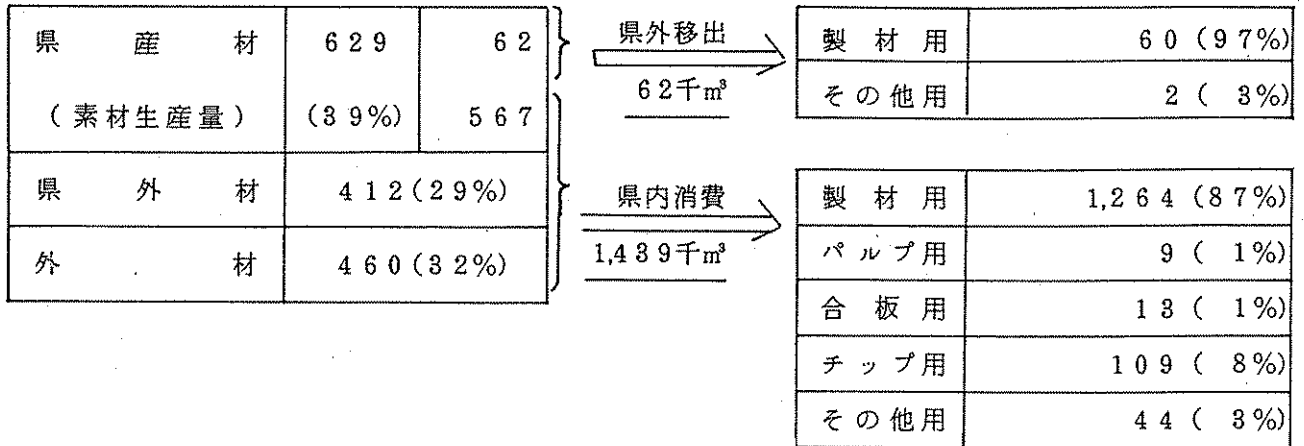 県産材 629 62
(素材生産量) (39%) 567
県外材 412(29%)
外材 460(32%)
県外移出
62千m³
製材用 60(97%)
その他用 2(3%)
県内消費
1,439千m³
製材用 1,264(87%)
パルプ用 9(1%)
合板用 13(1%)
チップ用 109(8%)
その他用 44(3%)